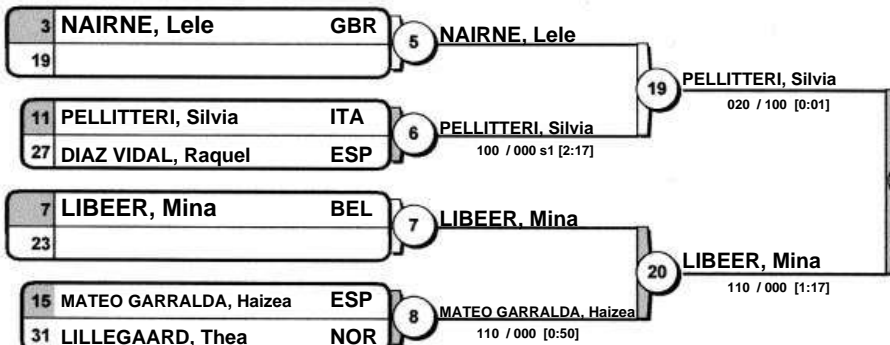 3 NAIRNE, Lele GBR
19
5
NAIRNE, Lele
11 PELLITTERI, Silvia ITA
27 DIAZ VIDAL, Raquel ESP
6
PELLITTERI, Silvia
100 / 000 s1 [2:17]
19
PELLITTERI, Silvia
020 / 100 [0:01]
7 LIBEER, Mina BEL
23
7
LIBEER, Mina
15 MATEO GARRALDA, Haizea ESP
31 LILLEGAARD, Thea NOR
8
MATEO GARRALDA, Haizea
110 / 000 [0:50]
20
LIBEER, Mina
110 / 000 [1:17]